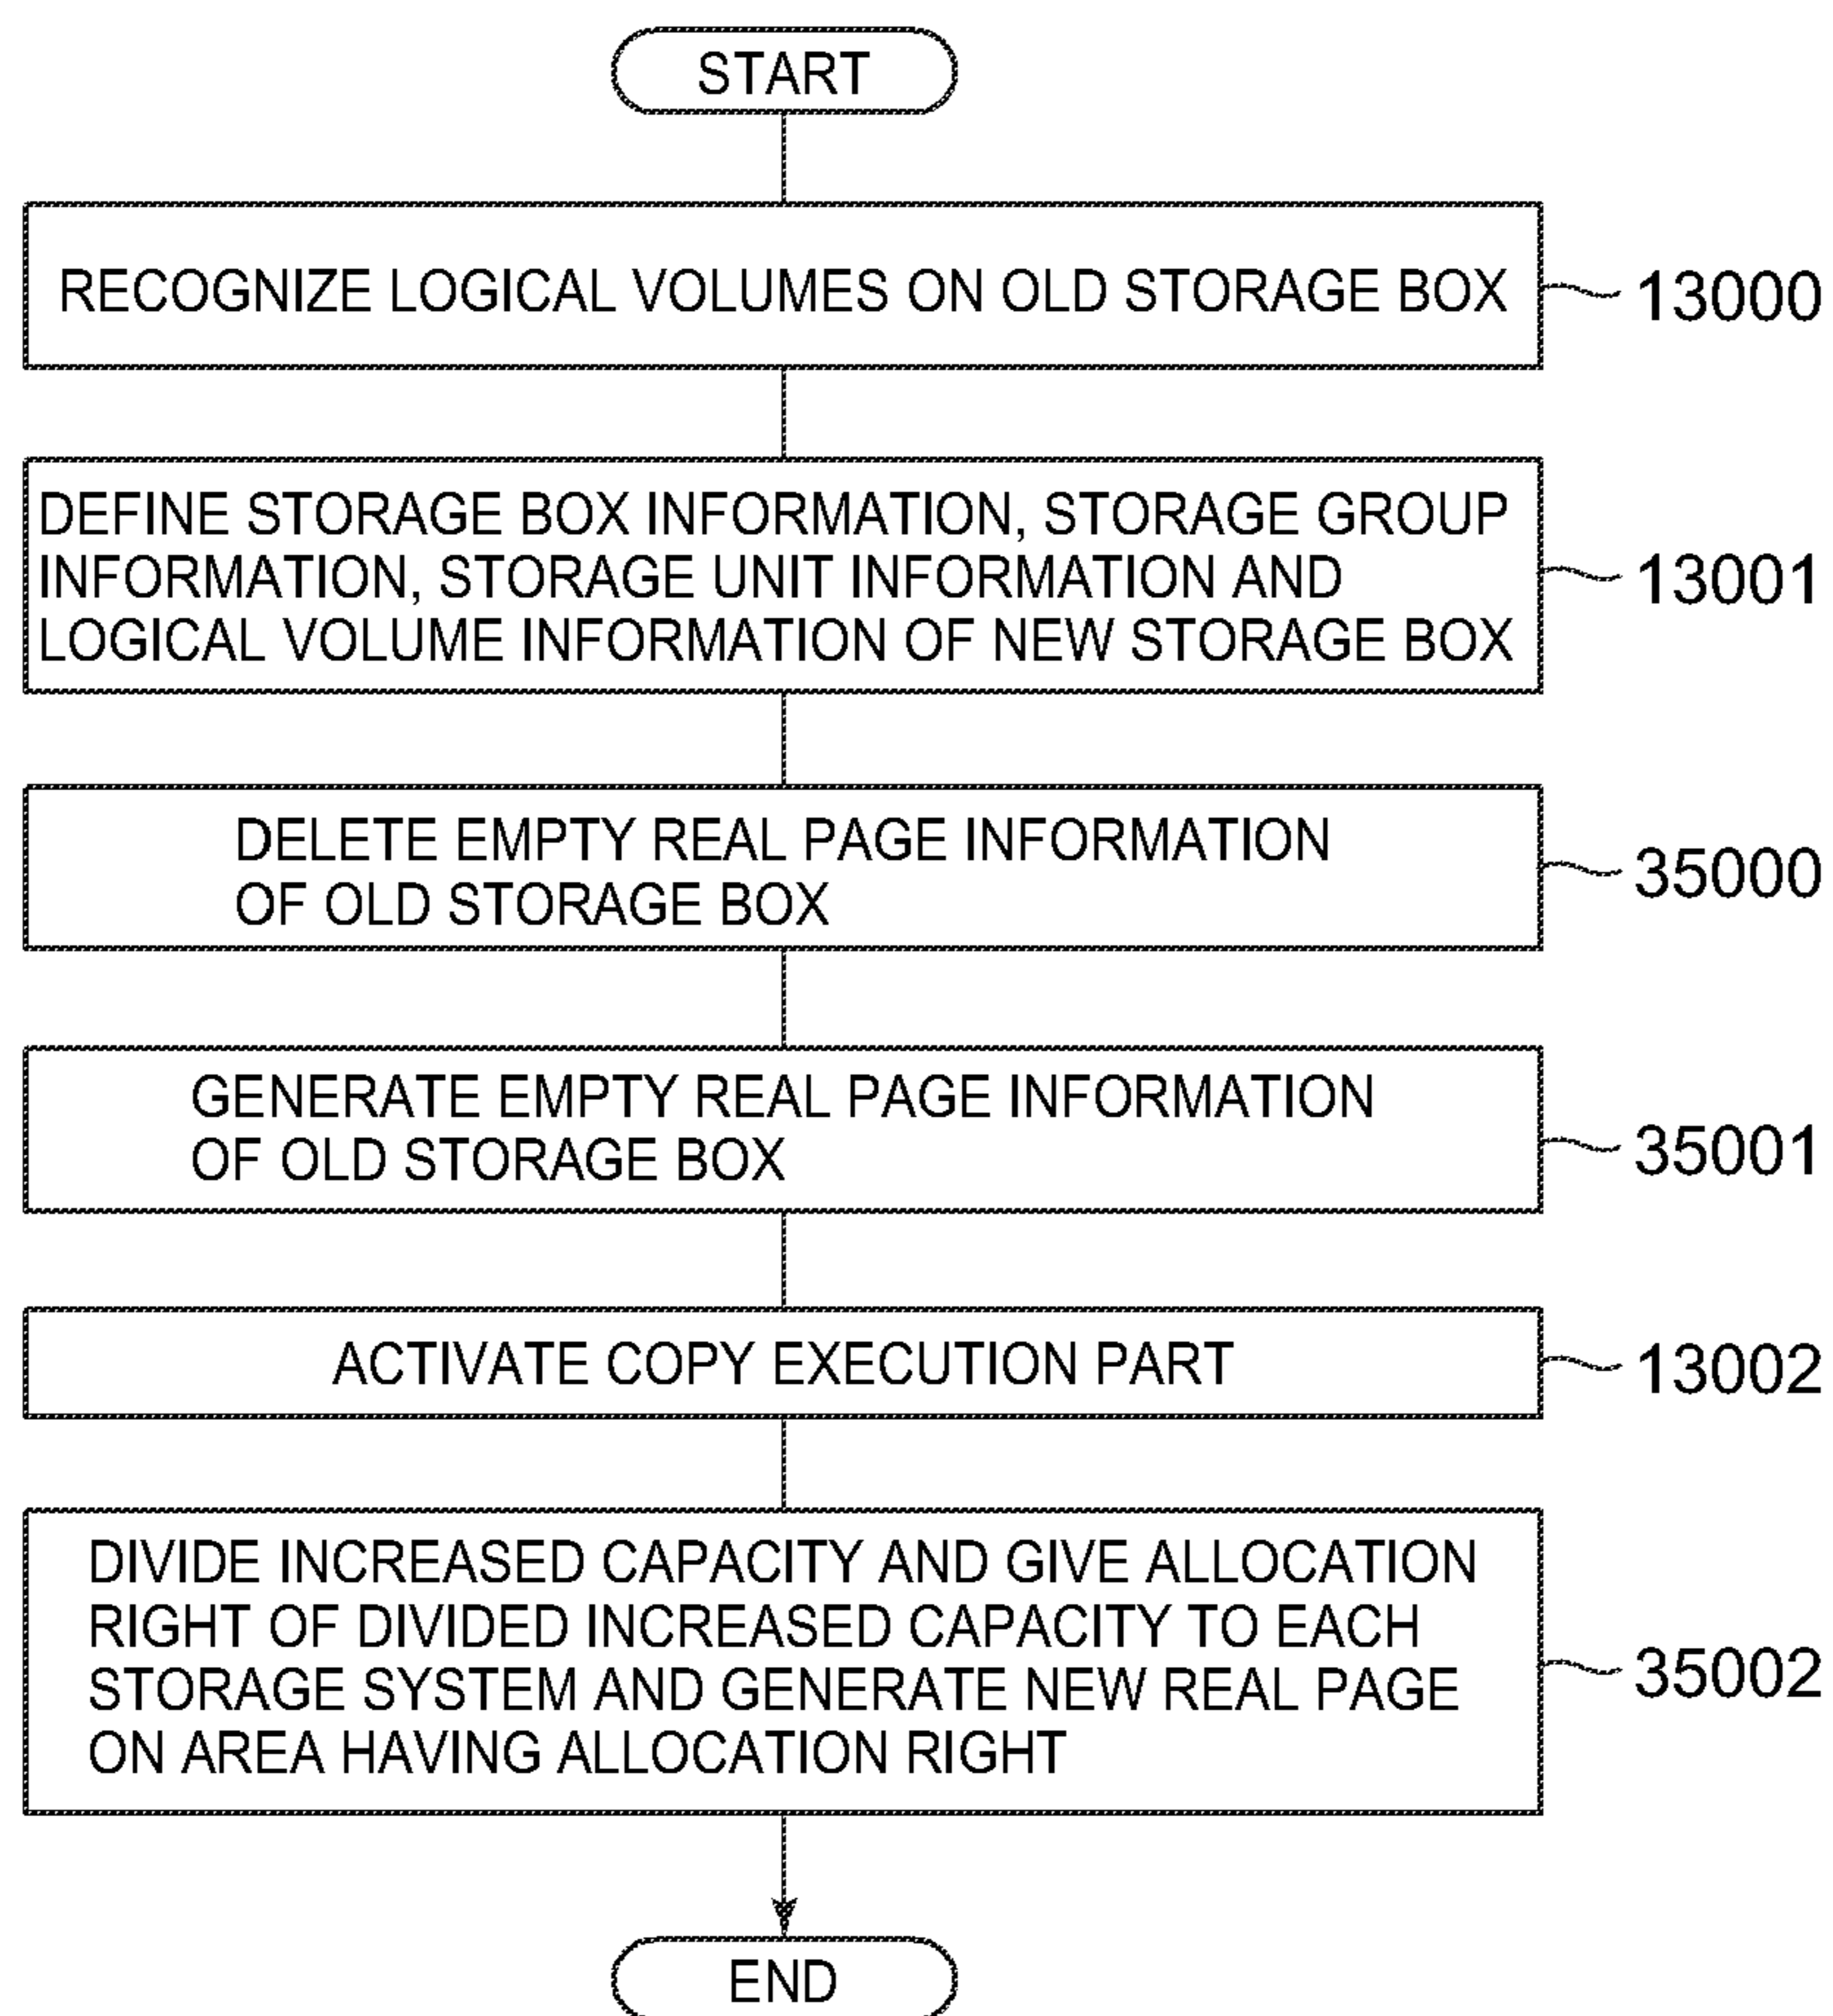 START
RECOGNIZE LOGICAL VOLUMES ON OLD STORAGE BOX
13000
DEFINE STORAGE BOX INFORMATION, STORAGE GROUP
INFORMATION, STORAGE UNIT INFORMATION AND
LOGICAL VOLUME INFORMATION OF NEW STORAGE BOX
13001
DELETE EMPTY REAL PAGE INFORMATION
OF OLD STORAGE BOX
35000
GENERATE EMPTY REAL PAGE INFORMATION
OF OLD STORAGE BOX
35001
ACTIVATE COPY EXECUTION PART
13002
DIVIDE INCREASED CAPACITY AND GIVE ALLOCATION
RIGHT OF DIVIDED INCREASED CAPACITY TO EACH
STORAGE SYSTEM AND GENERATE NEW REAL PAGE
ON AREA HAVING ALLOCATION RIGHT
35002
END